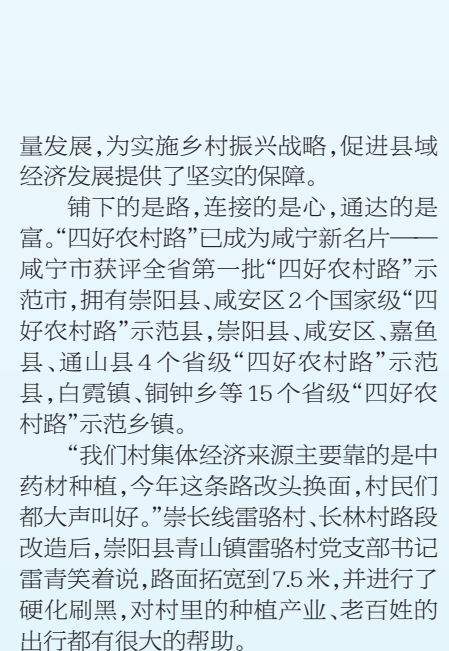 量发展,为实施乡村振兴战略,促进县域
经济发展提供了坚实的保障。
铺下的是路,连接的是心,通达的是
富。“四好农村路”已成为咸宁新名片——
咸宁市获评全省第一批“四好农村路”示
范市,拥有崇阳县、咸安区2个国家级“四
好农村路”示范县,崇阳县、咸安区、嘉鱼
县、通山县4个省级“四好农村路”示范
县,白霓镇、铜钟乡等15个省级“四好农
村路”示范乡镇。
“我们村集体经济来源主要靠的是中
药材种植,今年这条路改头换面,村民们
都大声叫好。”崇长线雷骆村、长林村路段
改造后,崇阳县青山镇雷骆村党支部书记
雷青笑着说,路面拓宽到7.5米,并进行了
硬化刷黑,对村里的种植产业、老百姓的
出行都有很大的帮助。